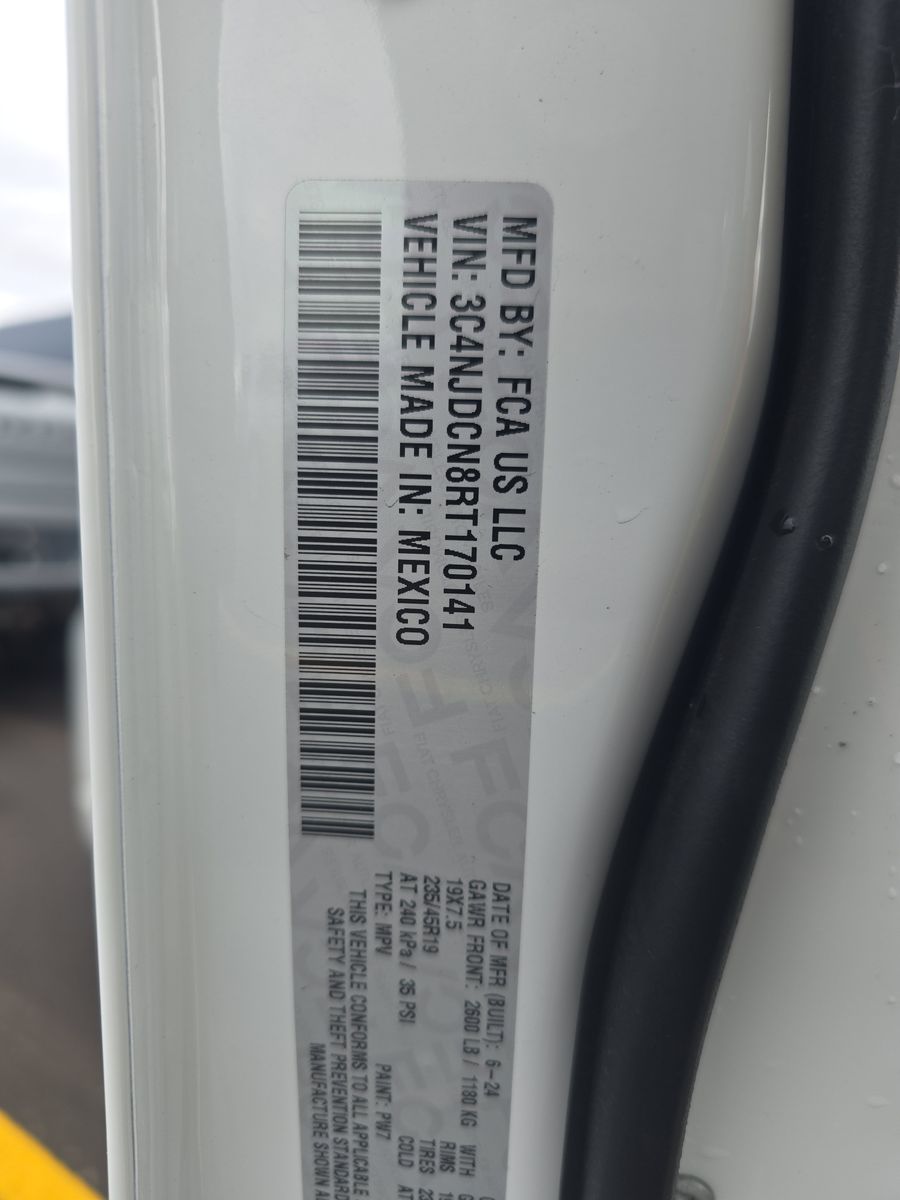 MFD BY: FCA US LLC
VIN: 3C4NJDCN8RT170141
VEHICLE MADE IN: MEXICO
DATE OF MFR (BUILT): 6-24
GAWR FRONT: 2600 LB / 1180 KG WITH
19X7.5 RIMS
235/45R19 TIRES
AT 240 kPa / 35 PSI COLD AT
TYPE: MPV PAINT: PW7
THIS VEHICLE CONFORMS TO ALL APPLICABLE
SAFETY AND THEFT PREVENTION STANDARD
MANUFACTURE SHOWN